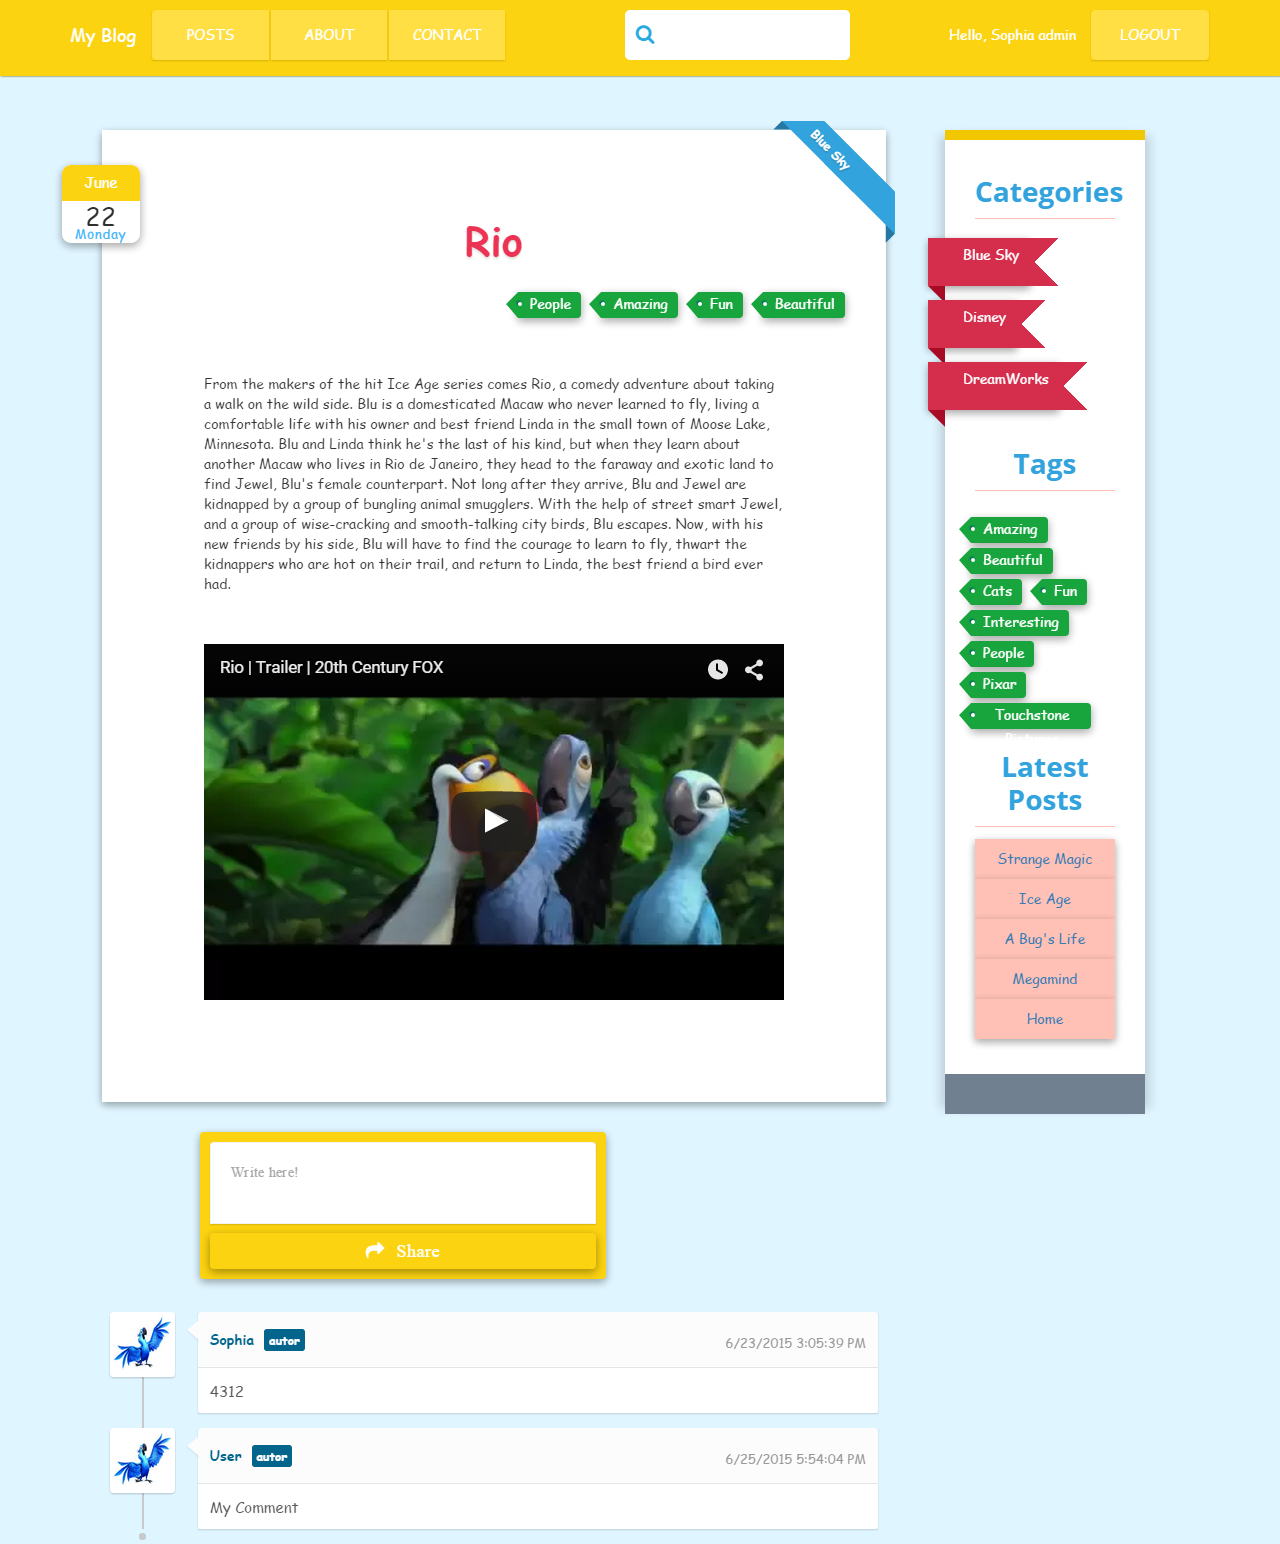 My Blog
POSTS
ABOUT
CONTACT
Hello, Sophia admin
LOGOUT
June
22
Monday
Blue Sky
Rio
People
Amazing
Fun
Beautiful
From the makers of the hit Ice Age series comes Rio, a comedy adventure about taking
a walk on the wild side. Blu is a domesticated Macaw who never learned to fly, living a
comfortable life with his owner and best friend Linda in the small town of Moose Lake,
Minnesota. Blu and Linda think he's the last of his kind, but when they learn about
another Macaw who lives in Rio de Janeiro, they head to the faraway and exotic land to
find Jewel, Blu's female counterpart. Not long after they arrive, Blu and Jewel are
kidnapped by a group of bungling animal smugglers. With the help of street smart Jewel,
and a group of wise-cracking and smooth-talking city birds, Blu escapes. Now, with his
new friends by his side, Blu will have to find the courage to learn to fly, thwart the
kidnappers who are hot on their trail, and return to Linda, the best friend a bird ever
had.
Rio | Trailer | 20th Century FOX
Categories
Blue Sky
Disney
DreamWorks
Tags
Amazing
Beautiful
Cats
Fun
Interesting
People
Pixar
Touchstone
Latest
Posts
Strange Magic
Ice Age
A Bug's Life
Megamind
Home
Write here!
Share
Sophia
autor
6/23/2015 3:05:39 PM
4312
User
autor
6/25/2015 5:54:04 PM
My Comment